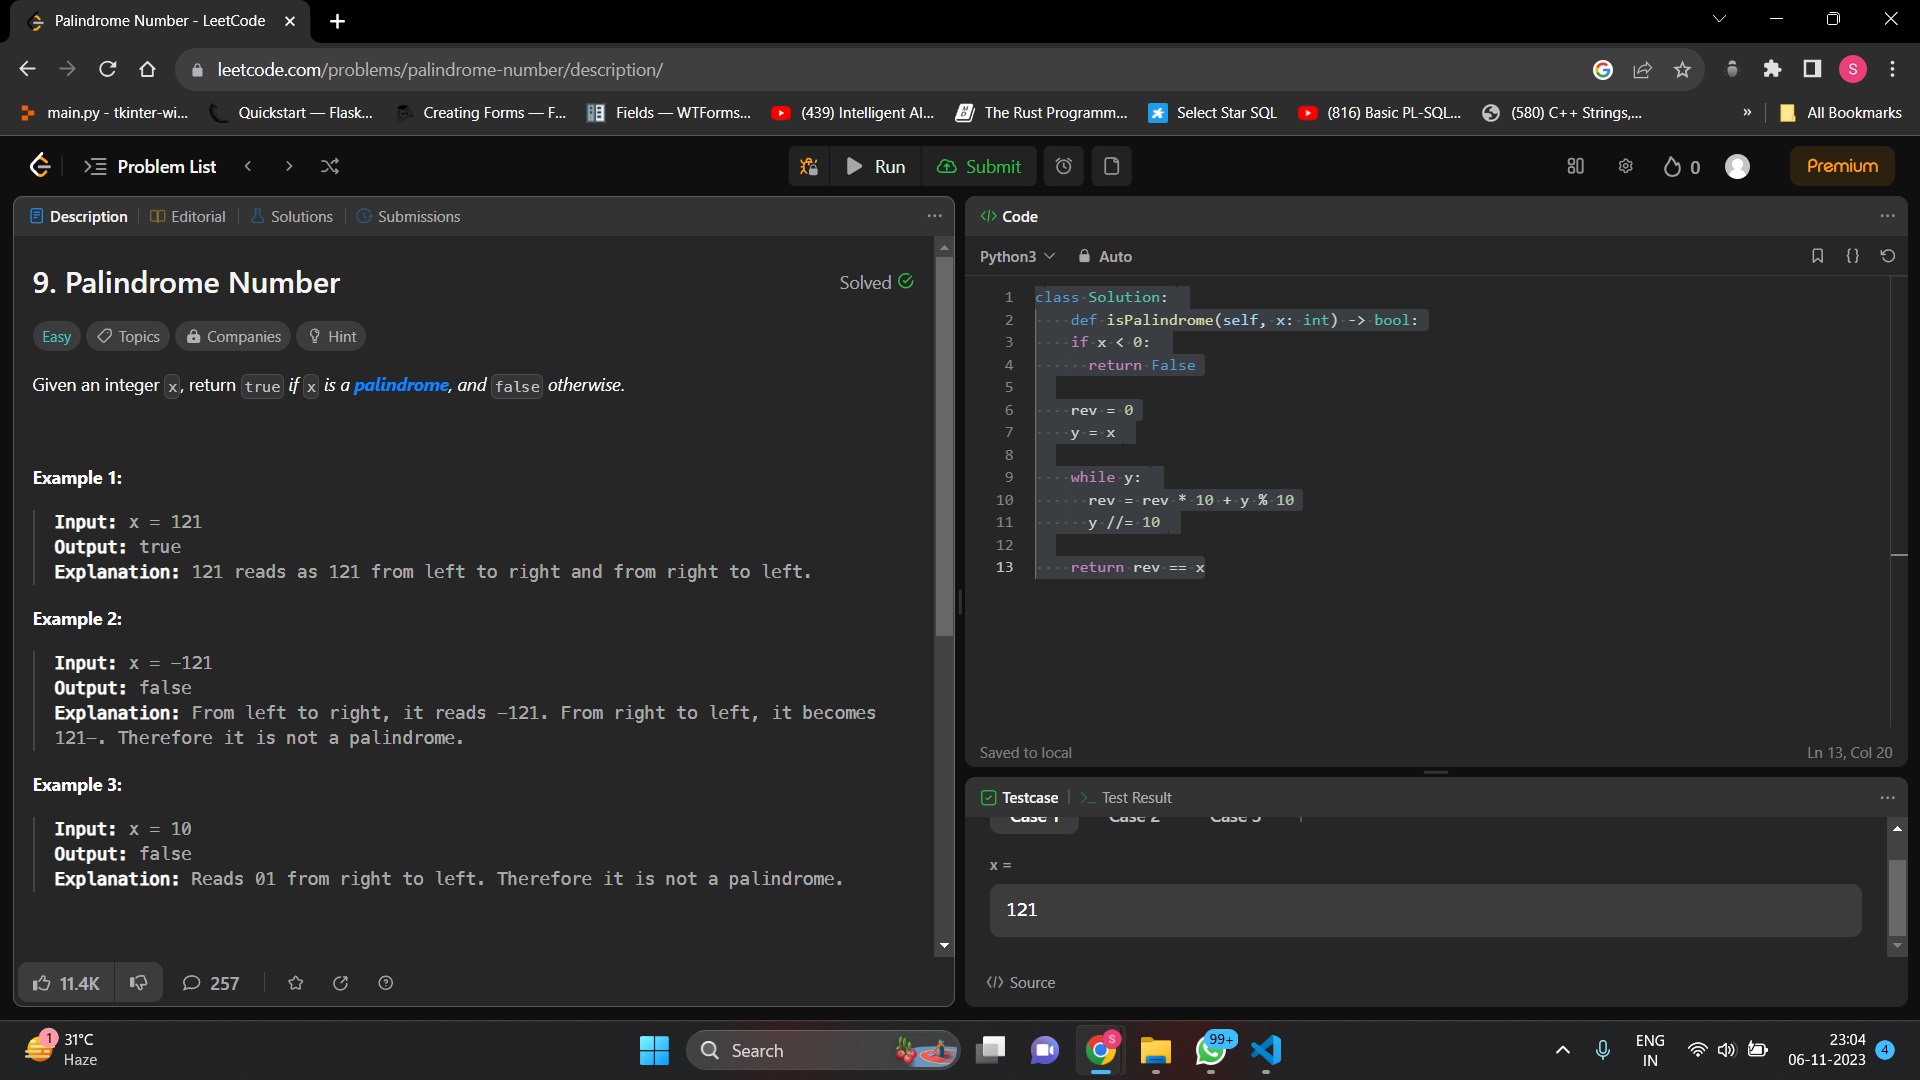 Palindrome Number - LeetCode
leetcode.com/problems/palindrome-number/description/
S
main.py - tkinter-wi...
Quickstart — Flask...
Creating Forms — F...
Fields — WTForms...
(439) Intelligent Al...
The Rust Programm...
Select Star SQL
(816) Basic PL-SQL...
(580) C++ Strings,...
»
All Bookmarks
Problem List
Run
Submit
0
Premium
Description
Editorial
Solutions
Submissions
9. Palindrome Number
Solved
Easy
Topics
Companies
Hint
Given an integer x, return true if x is a palindrome, and false otherwise.
Example 1:
Input: x = 121
Output: true
Explanation: 121 reads as 121 from left to right and from right to left.
Example 2:
Input: x = -121
Output: false
Explanation: From left to right, it reads -121. From right to left, it becomes
121-. Therefore it is not a palindrome.
Example 3:
Input: x = 10
Output: false
Explanation: Reads 01 from right to left. Therefore it is not a palindrome.
11.4K
257
</> Code
Python3
Auto
{}
1 class Solution:
2     def isPalindrome(self, x: int) -> bool:
3     if x < 0:
4       return False
5
6     rev = 0
7     y = x
8
9     while y:
10       rev = rev * 10 + y % 10
11       y //= 10
12
13     return rev == x
Saved to local
Ln 13, Col 20
Testcase
>_ Test Result
Case 1
Case 2
Case 3
x =
121
</> Source
1
31°C
Haze
Search
S
99+
ENG
IN
23:04
06-11-2023
4